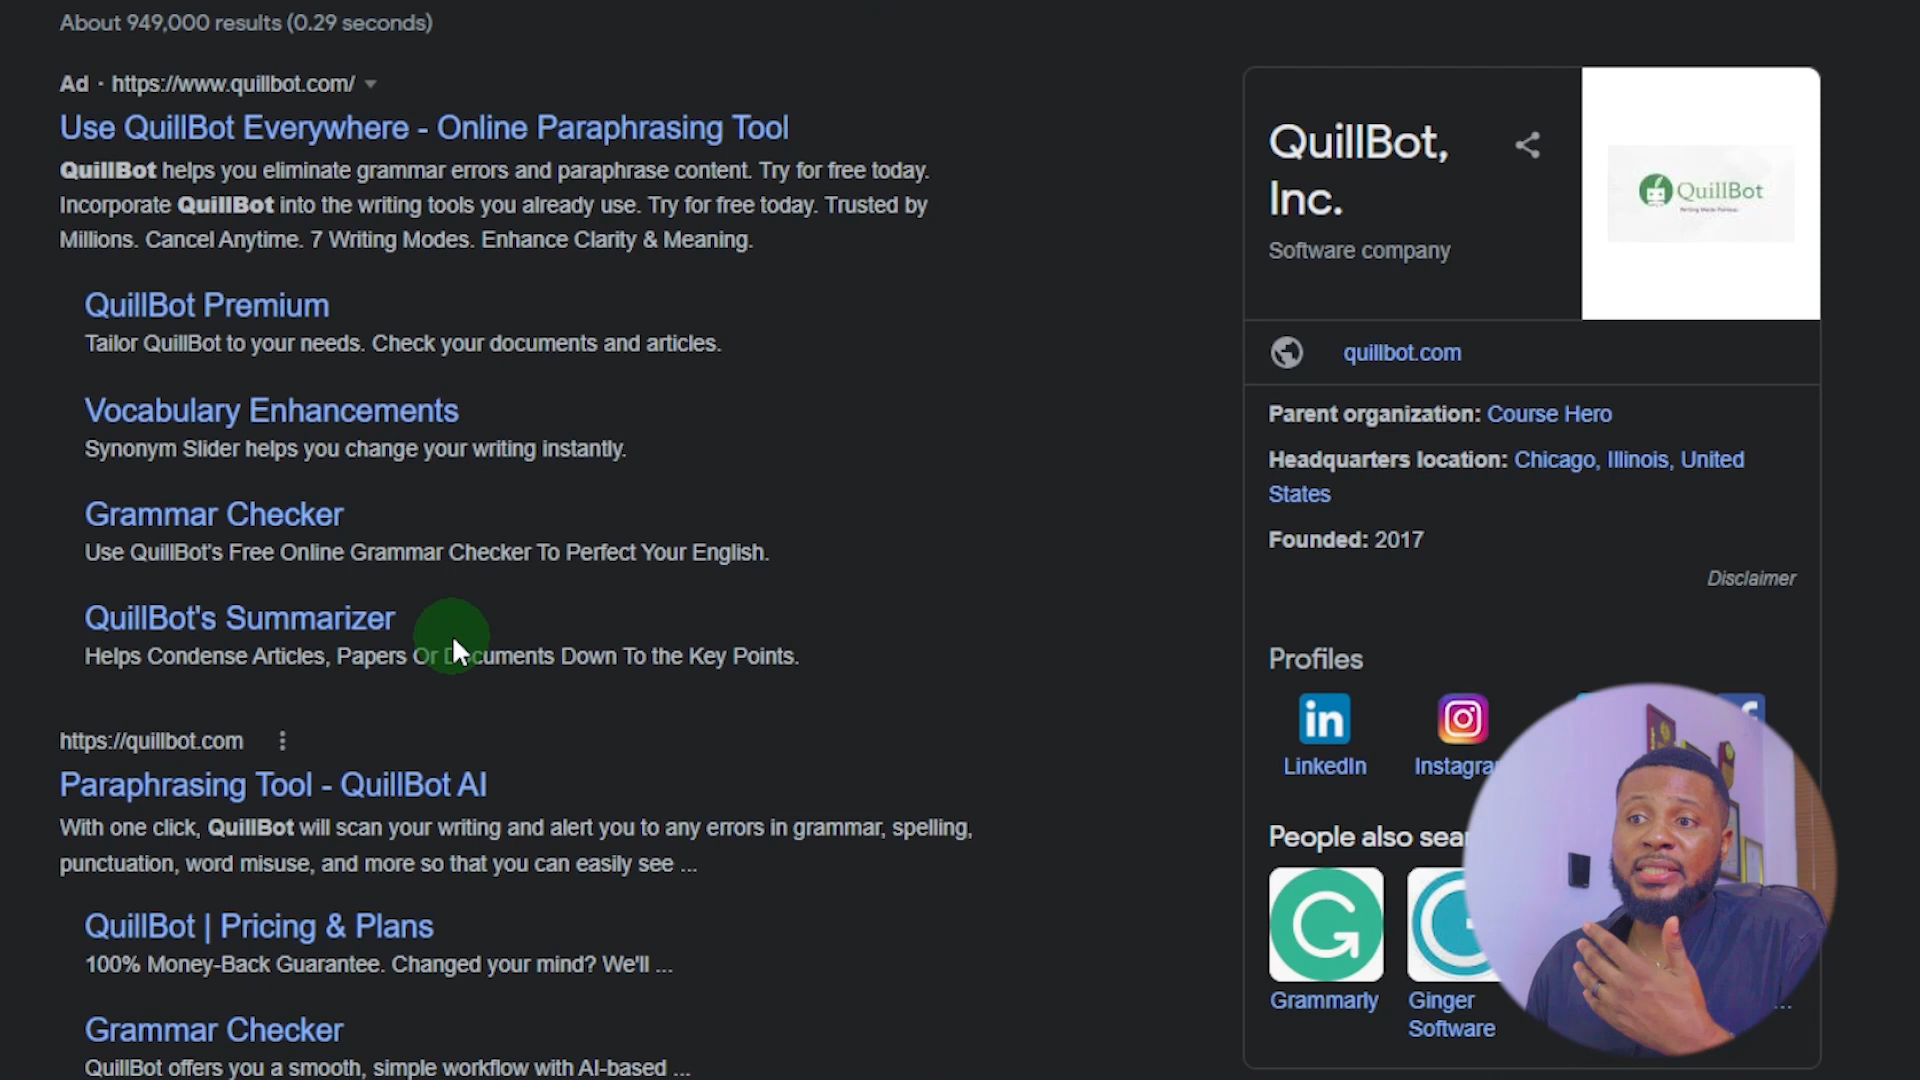 About 949,000 results (0.29 seconds)
Ad · https://www.quillbot.com/
Use QuillBot Everywhere - Online Paraphrasing Tool
QuillBot helps you eliminate grammar errors and paraphrase content. Try for free today.
Incorporate QuillBot into the writing tools you already use. Try for free today. Trusted by
Millions. Cancel Anytime. 7 Writing Modes. Enhance Clarity & Meaning.
QuillBot Premium
Tailor QuillBot to your needs. Check your documents and articles.
Vocabulary Enhancements
Synonym Slider helps you change your writing instantly.
Grammar Checker
Use QuillBot's Free Online Grammar Checker To Perfect Your English.
QuillBot's Summarizer
Helps Condense Articles, Papers Or Documents Down To the Key Points.
https://quillbot.com
Paraphrasing Tool - QuillBot AI
With one click, QuillBot will scan your writing and alert you to any errors in grammar, spelling,
punctuation, word misuse, and more so that you can easily see ...
QuillBot | Pricing & Plans
100% Money-Back Guarantee. Changed your mind? We'll ...
Grammar Checker
QuillBot offers you a smooth, simple workflow with AI-based ...
QuillBot,
Inc.
Software company
QuillBot
quillbot.com
Parent organization: Course Hero
Headquarters location: Chicago, Illinois, United
States
Founded: 2017
Disclaimer
Profiles
in
LinkedIn
People also
Grammarly
Ginger
Software
...